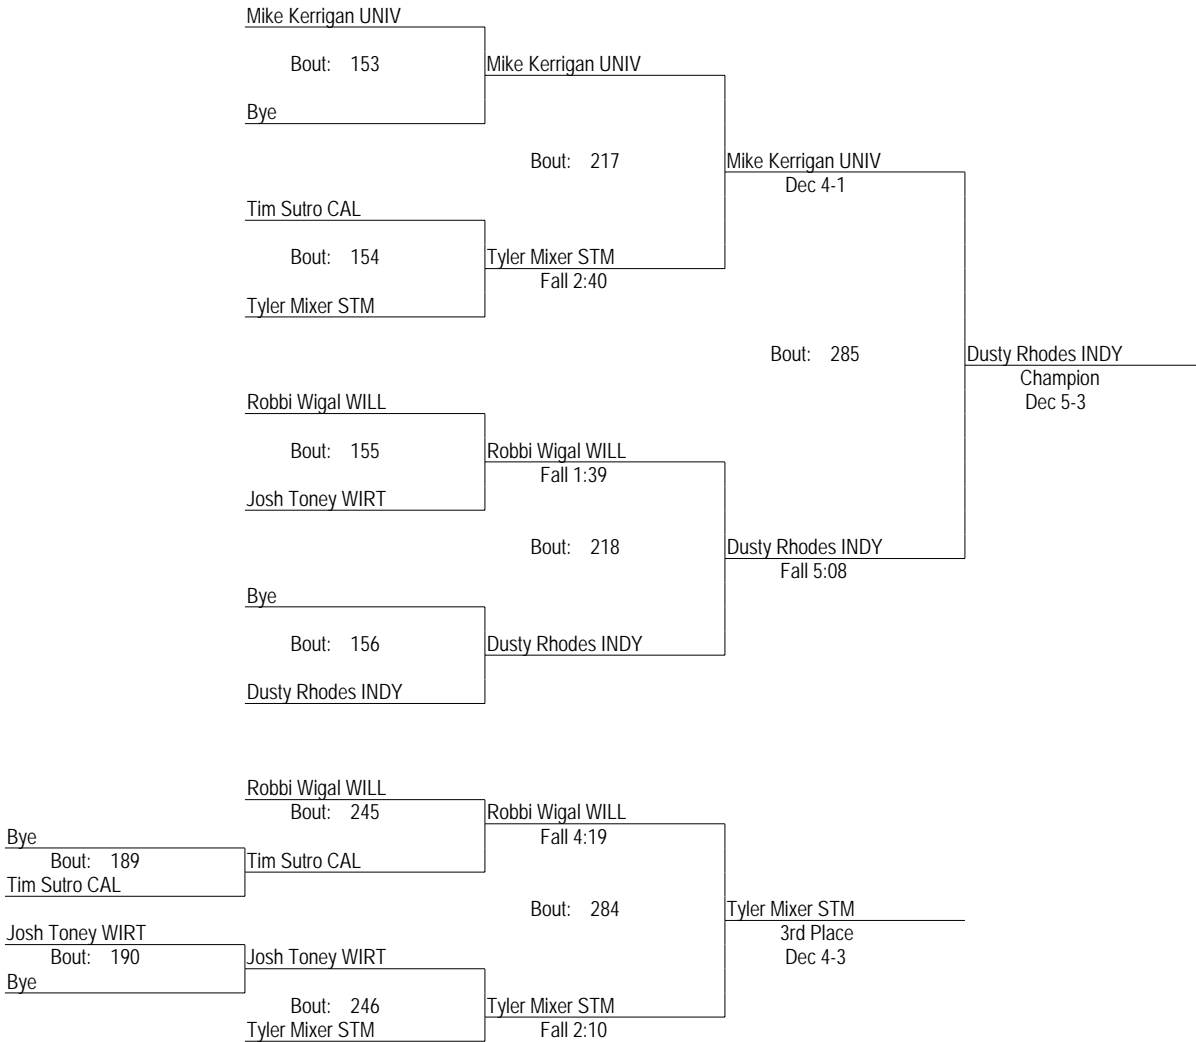 Mike Kerrigan UNIV
Bout: 153
Mike Kerrigan UNIV
Bye
Bout: 217
Mike Kerrigan UNIV
Dec 4-1
Tim Sutro CAL
Bout: 154
Tyler Mixer STM
Fall 2:40
Tyler Mixer STM
Bout: 285
Dusty Rhodes INDY
Champion
Dec 5-3
Robbi Wigal WILL
Bout: 155
Robbi Wigal WILL
Fall 1:39
Josh Toney WIRT
Bout: 218
Dusty Rhodes INDY
Fall 5:08
Bye
Bout: 156
Dusty Rhodes INDY
Dusty Rhodes INDY
Robbi Wigal WILL
Bout: 245
Robbi Wigal WILL
Fall 4:19
Bye
Bout: 189
Tim Sutro CAL
Tim Sutro CAL
Bout: 284
Tyler Mixer STM
3rd Place
Dec 4-3
Josh Toney WIRT
Bout: 190
Josh Toney WIRT
Bye
Bout: 246
Tyler Mixer STM
Fall 2:10
Tyler Mixer STM